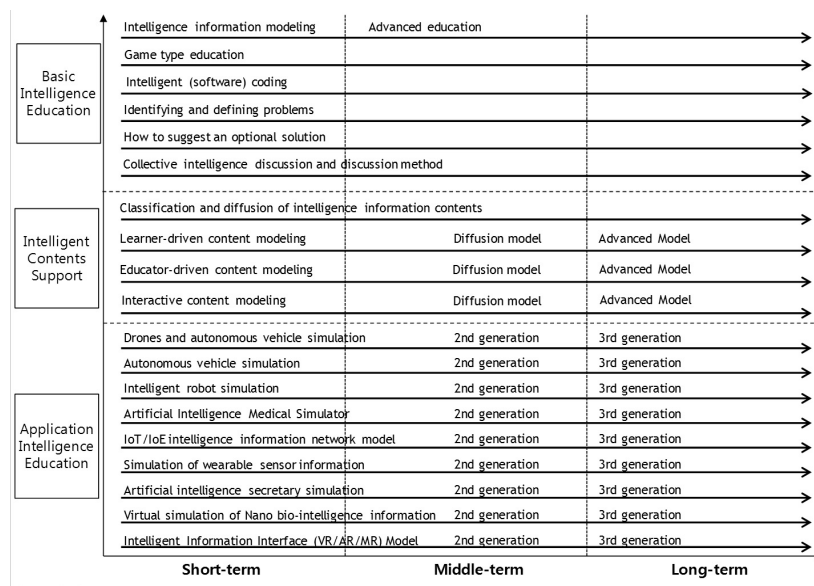 Intelligence information modeling Advanced education
Game type education
Intelligent (software) coding
Identifying and defining problems
How to suggest an optional solution
Collective intelligence discussion and discussion method
Basic
Intelligence
Education
Classification and diffusion of intelligence information contents
Learner-driven content modeling Diffusion model Advanced Model
Educator-driven content modeling Diffusion model Advanced Model
Interactive content modeling Diffusion model Advanced Model
Intelligent
Contents
Support
Drones and autonomous vehicle simulation 2nd generation 3rd generation
Autonomous vehicle simulation 2nd generation 3rd generation
Intelligent robot simulation 2nd generation 3rd generation
Artificial Intelligence Medical Simulator 2nd generation 3rd generation
IoT/IoE intelligence information network model 2nd generation 3rd generation
Simulation of wearable sensor information 2nd generation 3rd generation
Artificial intelligence secretary simulation 2nd generation 3rd generation
Virtual simulation of Nano bio-intelligence information 2nd generation 3rd generation
Intelligent Information Interface (VR/AR/MR) Model 2nd generation 3rd generation
Application
Intelligence
Education
Short-term Middle-term Long-term